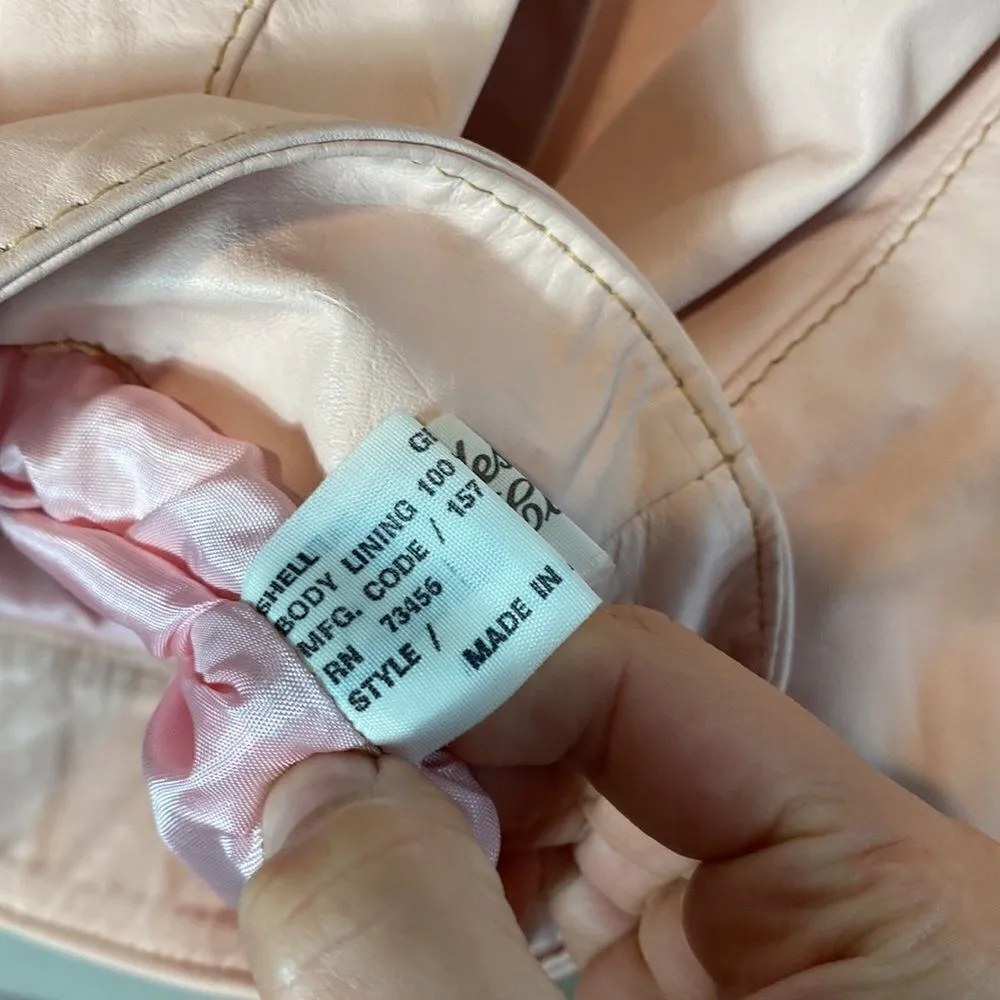 SHELL
BODY LINING 100
MFG. CODE / 157
RN 73456
STYLE /
MADE IN